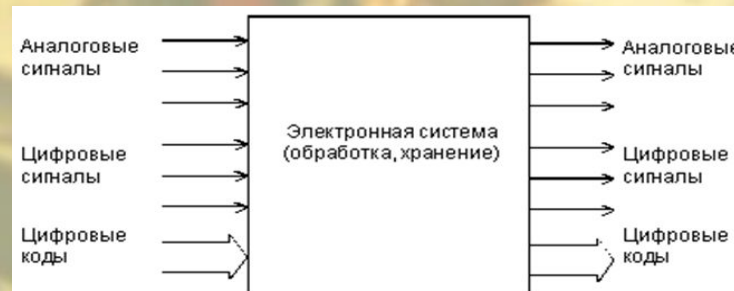 Аналоговые
сигналы
Цифровые
сигналы
Цифровые
коды
Электронная система
(обработка, хранение)
Аналоговые
сигналы
Цифровые
сигналы
Цифровые
коды